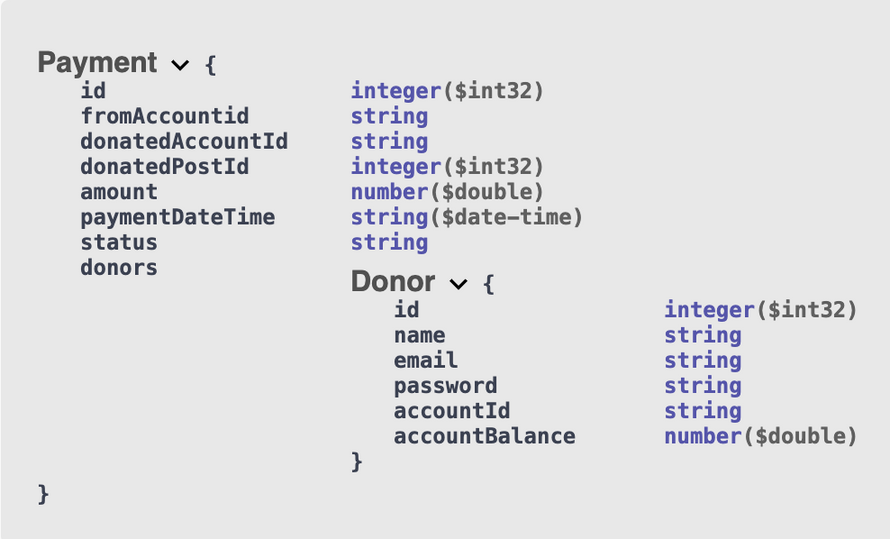 Payment {
id integer($int32)
fromAccountid string
donatedAccountId string
donatedPostId integer($int32)
amount number($double)
paymentDateTime string($date-time)
status string
donors
Donor {
id integer($int32)
name string
email string
password string
accountId string
accountBalance number($double)
}
}